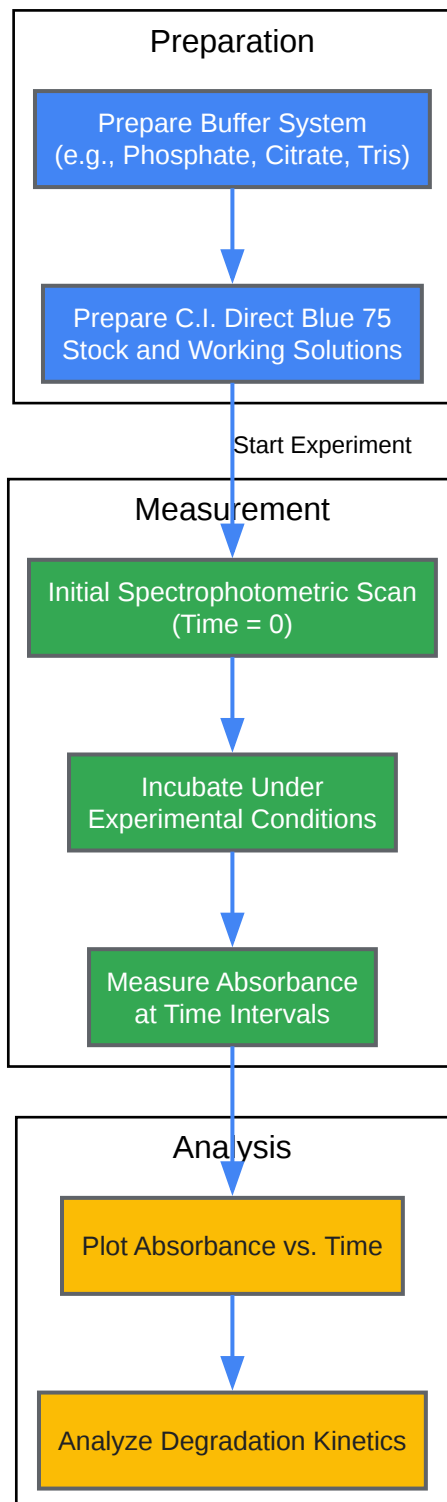 Preparation
Prepare Buffer System
(e.g., Phosphate, Citrate, Tris)
Prepare C.I. Direct Blue 75
Stock and Working Solutions
Start Experiment
Measurement
Initial Spectrophotometric Scan
(Time = 0)
Incubate Under
Experimental Conditions
Measure Absorbance
at Time Intervals
Analysis
Plot Absorbance vs. Time
Analyze Degradation Kinetics